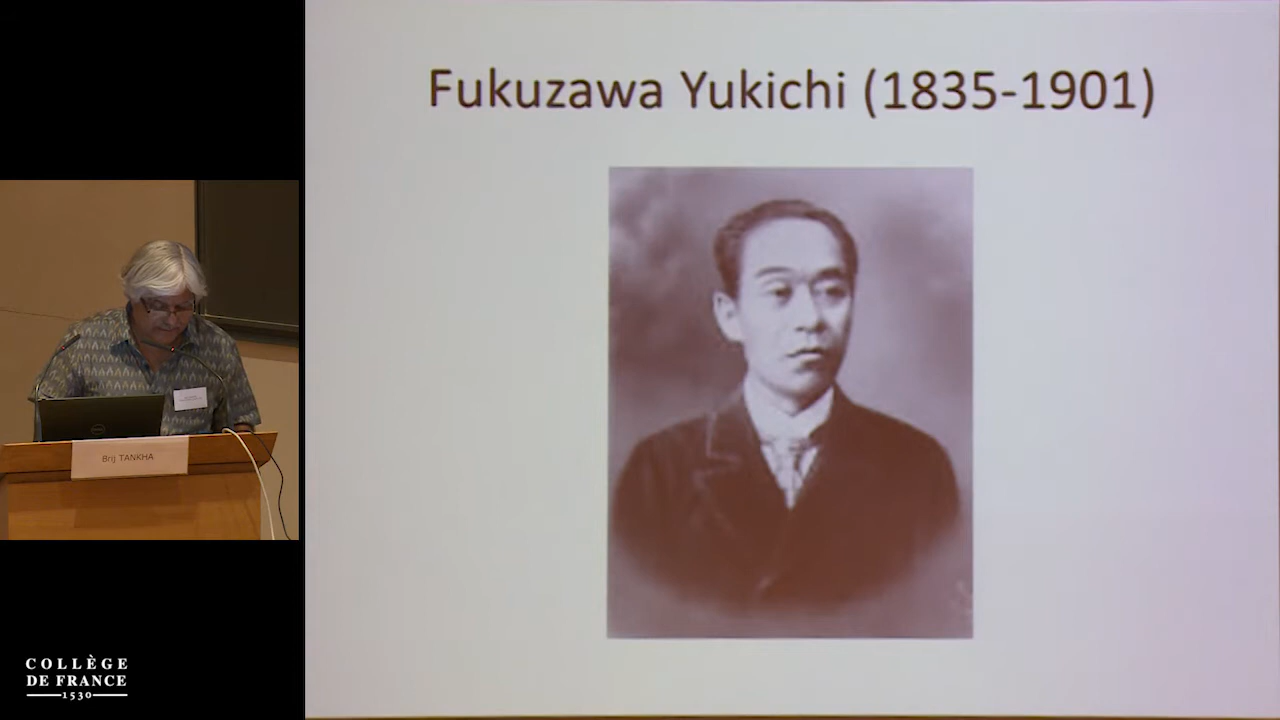 Fukuzawa Yukichi (1835-1901)
Brij TANKHA
COLLÈGE
DE FRANCE
1530